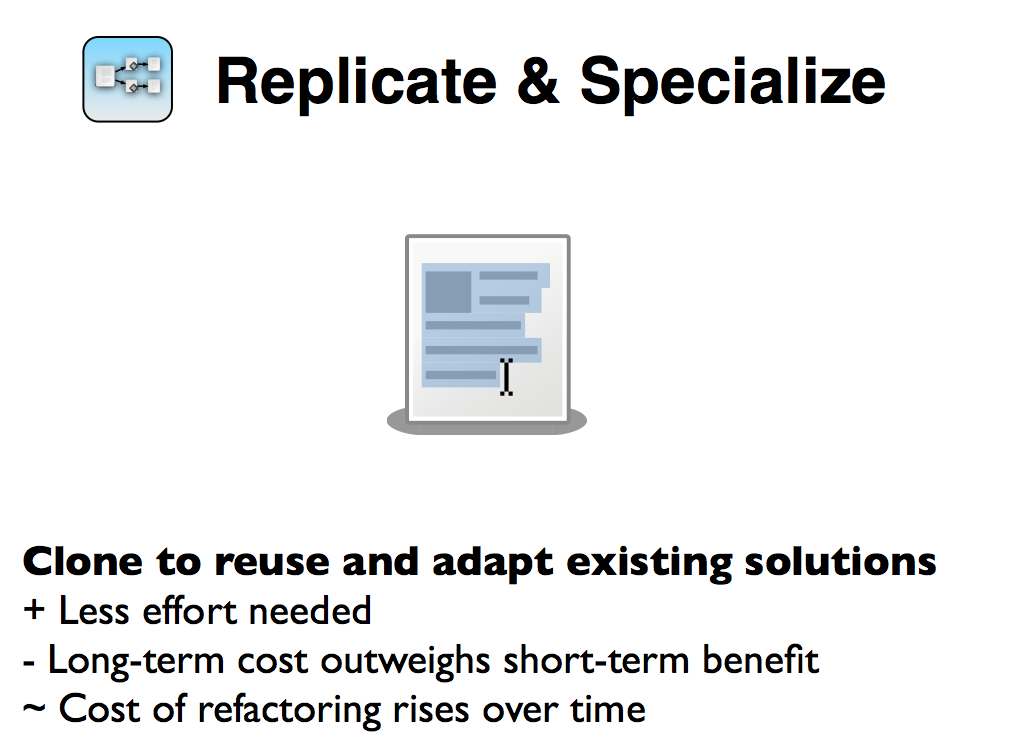 Replicate & Specialize
Clone to reuse and adapt existing solutions
+ Less effort needed
- Long-term cost outweighs short-term benefit
~ Cost of refactoring rises over time